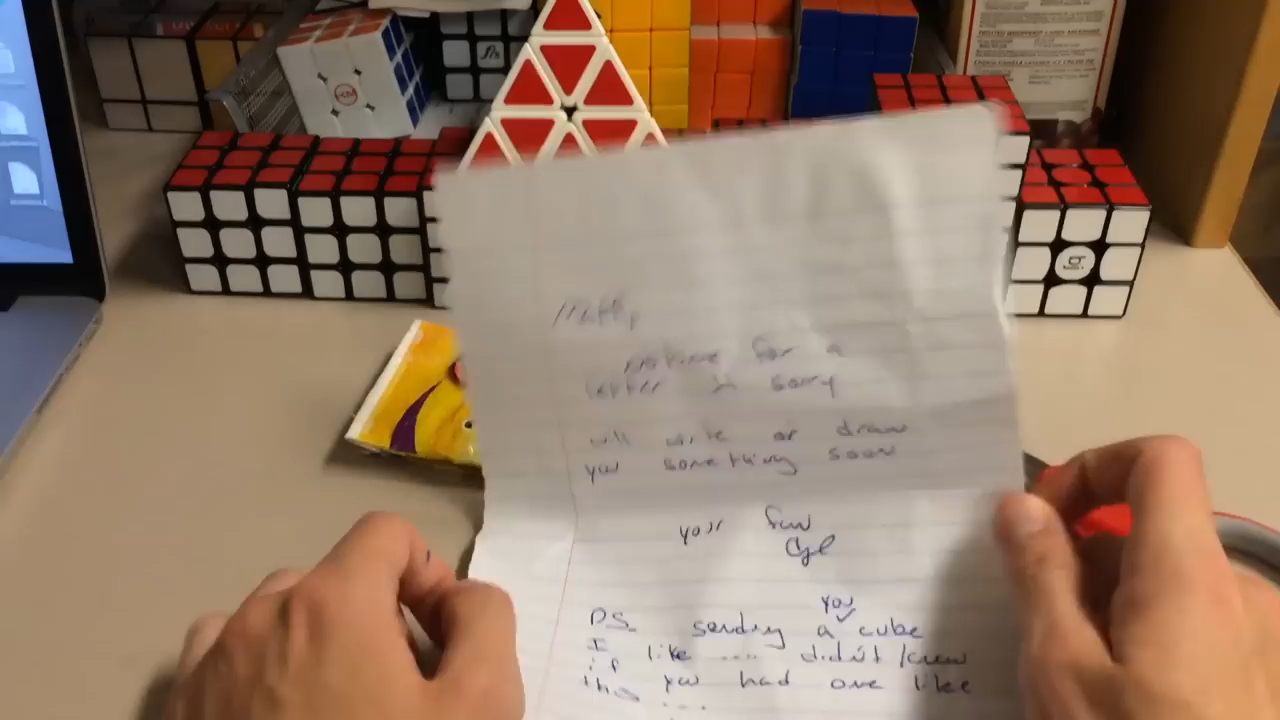 for a
letter sorry
will write or draw
you something soon
your fan
PS. sending a you cube
I like .... didn't know
if you had one like
this ....